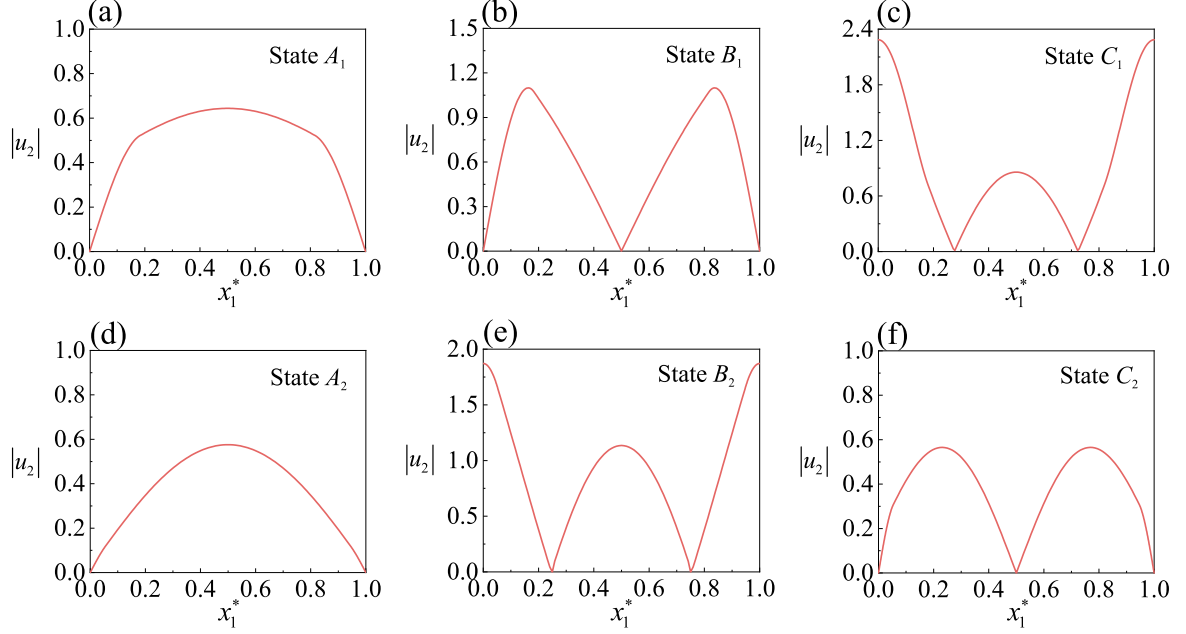 (a)
State A₁
|u₂|
1.0
0.8
0.6
0.4
0.2
0.0
0.0 0.2 0.4 0.6 0.8 1.0
x₁*
(b)
State B₁
|u₂|
1.5
1.2
0.9
0.6
0.3
0.0
0.0 0.2 0.4 0.6 0.8 1.0
x₁*
(c)
State C₁
|u₂|
2.4
1.8
1.2
0.6
0.0
0.0 0.2 0.4 0.6 0.8 1.0
x₁*
(d)
State A₂
|u₂|
1.0
0.8
0.6
0.4
0.2
0.0
0.0 0.2 0.4 0.6 0.8 1.0
x₁*
(e)
State B₂
|u₂|
2.0
1.5
1.0
0.5
0.0
0.0 0.2 0.4 0.6 0.8 1.0
x₁*
(f)
State C₂
|u₂|
1.0
0.8
0.6
0.4
0.2
0.0
0.0 0.2 0.4 0.6 0.8 1.0
x₁*